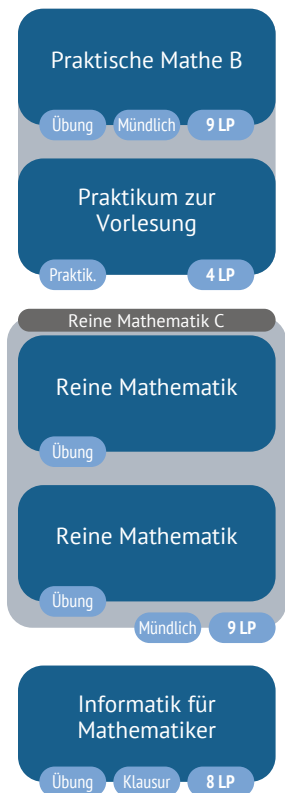 Praktische Mathe B
Übung Mündlich 9 LP
Praktikum zur
Vorlesung
Praktik. 4 LP
Reine Mathematik C
Reine Mathematik
Übung
Reine Mathematik
Übung
Mündlich 9 LP
Informatik für
Mathematiker
Übung Klausur 8 LP